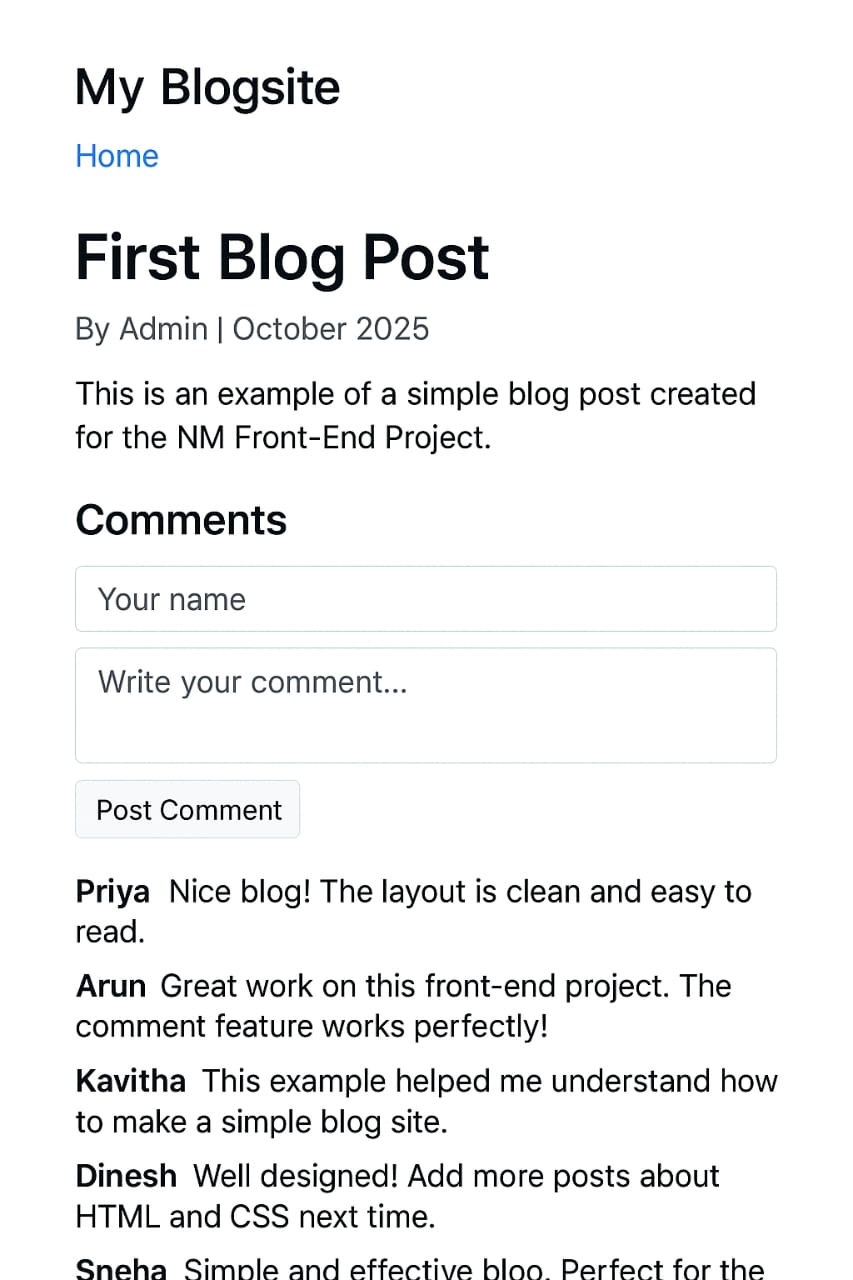 My Blogsite
Home
First Blog Post
By Admin | October 2025
This is an example of a simple blog post created
for the NM Front-End Project.
Comments
Your name
Write your comment...
Post Comment
Priya Nice blog! The layout is clean and easy to
read.
Arun Great work on this front-end project. The
comment feature works perfectly!
Kavitha This example helped me understand how
to make a simple blog site.
Dinesh Well designed! Add more posts about
HTML and CSS next time.
Sneha Simple and effective blog. Perfect for the